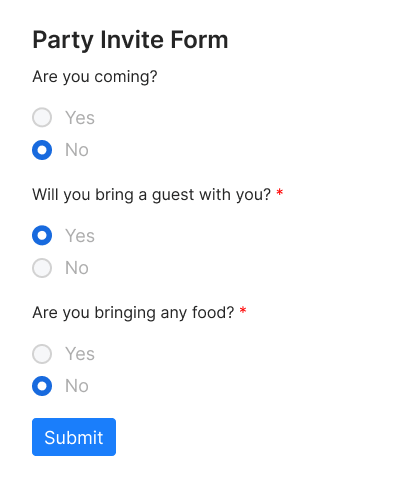 Party Invite Form
Are you coming?
Yes
No
Will you bring a guest with you? *
Yes
No
Are you bringing any food? *
Yes
No
Submit